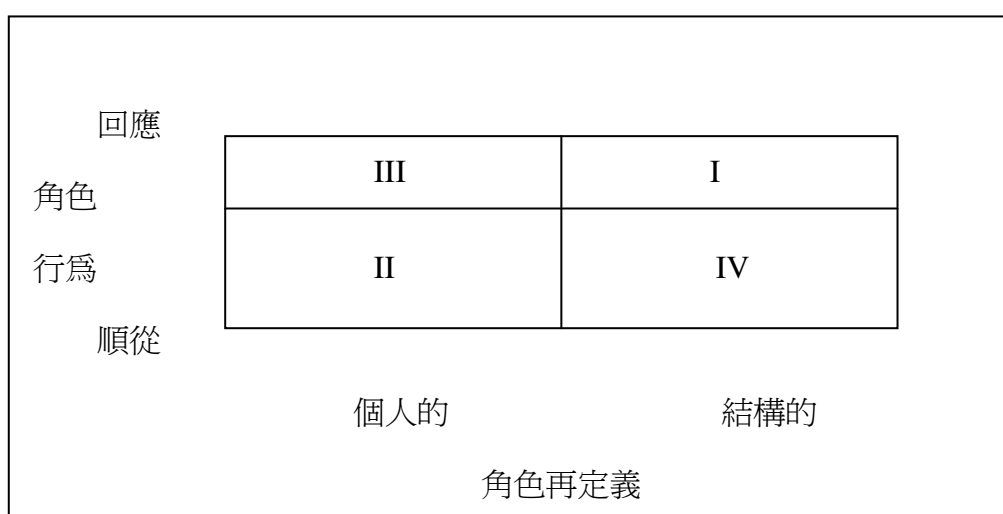 回應
III I
角色
行爲 II IV
順從
個人的 結構的
角色再定義